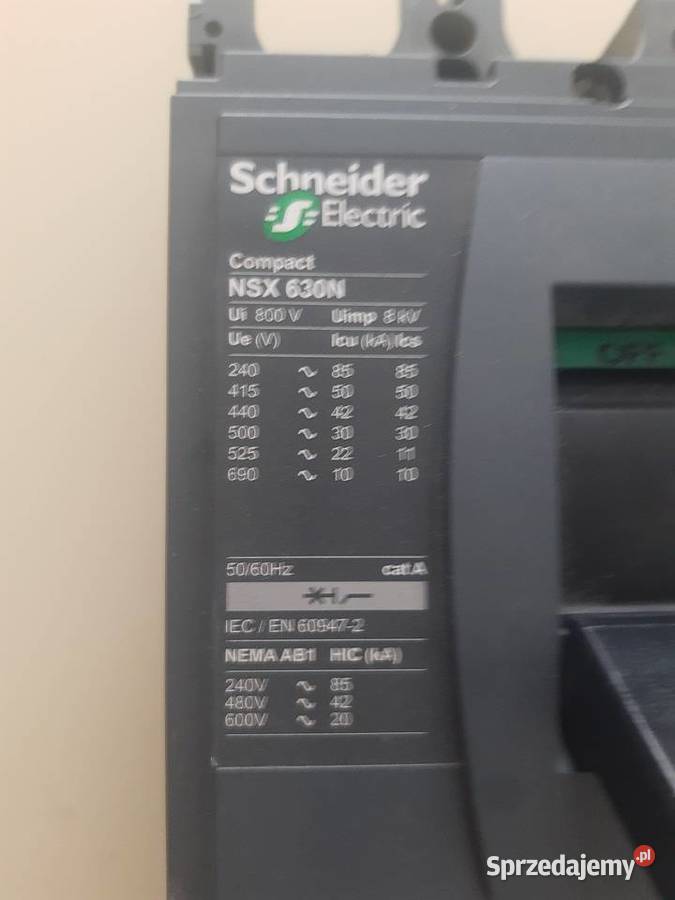 Schneider
Electric
Compact
NSX 630N
Ui 800 V Uimp 8 kV
Ue (V) Icu (kA) Ics
240 ~ 85 85
415 ~ 50 50
440 ~ 42 42
500 ~ 30 30
525 ~ 22 11
690 ~ 10 10
50/60Hz cat A
IEC / EN 60947-2
NEMA AB1 HIC (kA)
240V ~ 85
480V ~ 42
600V ~ 20
OFF
Sprzedajemy.pl